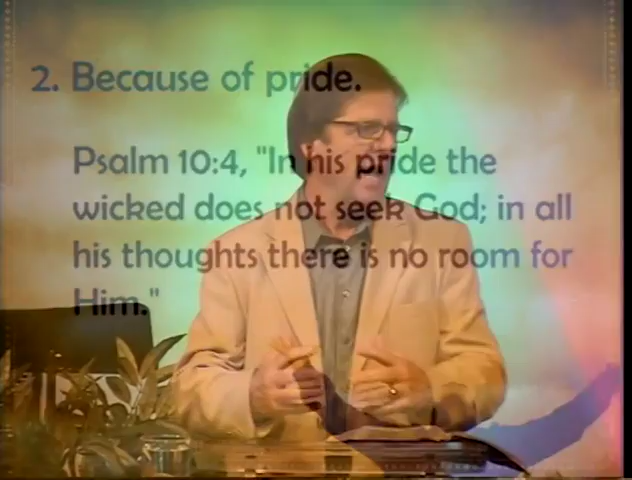 2. Because of pride.
Psalm 10:4, "In his pride the
wicked does not seek God; in all
his thoughts there is no room for
Him."